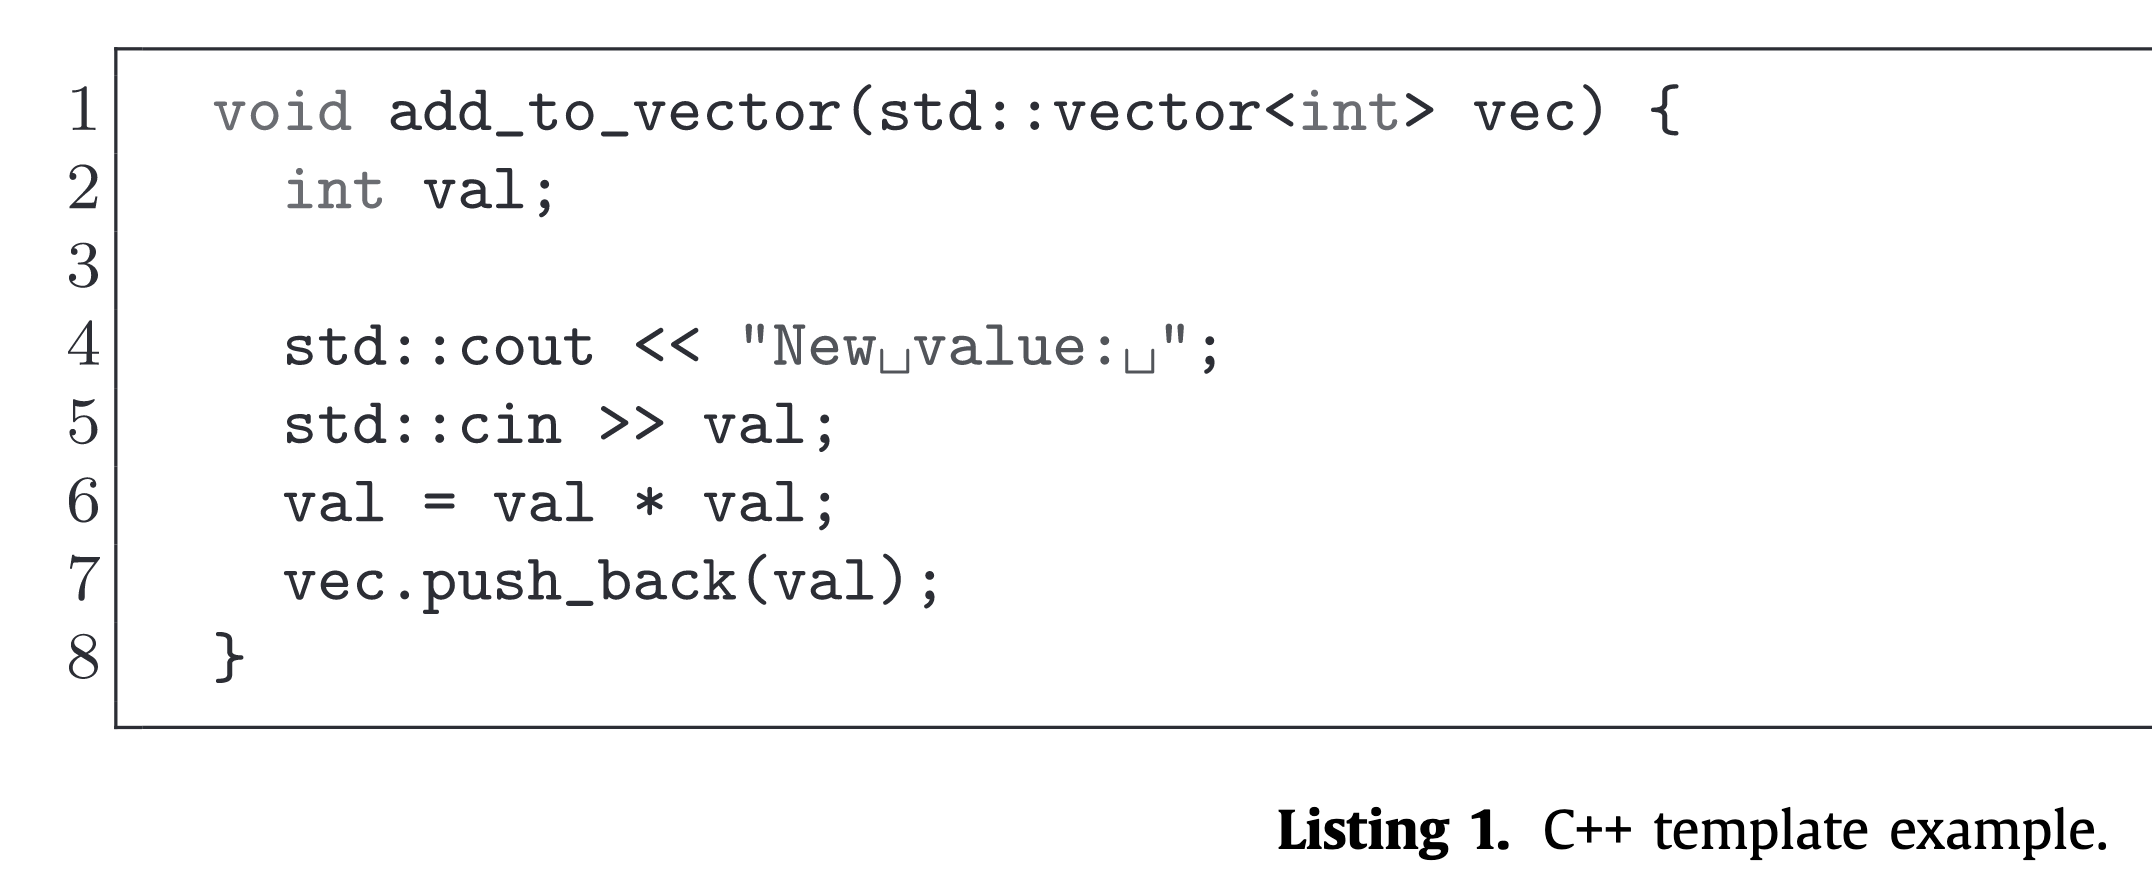 1 void add_to_vector(std::vector<int> vec) {
2   int val;
3
4   std::cout << "New␣value:␣";
5   std::cin >> val;
6   val = val * val;
7   vec.push_back(val);
8 }
Listing 1. C++ template example.